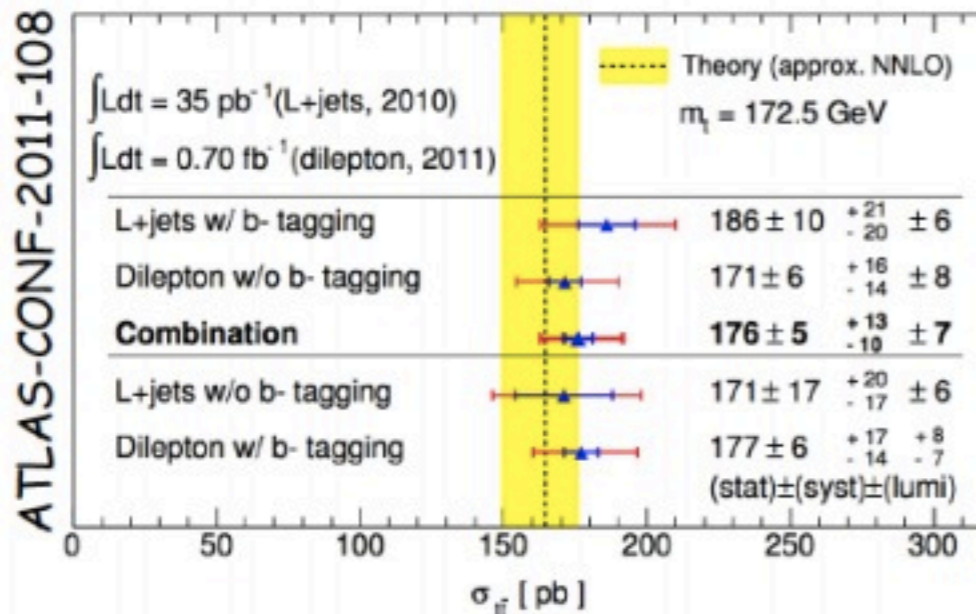 ATLAS-CONF-2011-108
∫Ldt = 35 pb⁻¹(L+jets, 2010)
∫Ldt = 0.70 fb⁻¹(dilepton, 2011)
Theory (approx. NNLO)
mₜ = 172.5 GeV
L+jets w/ b- tagging 186 ± 10 +21 -20 ± 6
Dilepton w/o b- tagging 171 ± 6 +16 -14 ± 8
Combination 176 ± 5 +13 -10 ± 7
L+jets w/o b- tagging 171 ± 17 +20 -17 ± 6
Dilepton w/ b- tagging 177 ± 6 +17 -14 +8 -7
(stat)±(syst)±(lumi)
0 50 100 150 200 250 300
σ_tt̄ [ pb ]